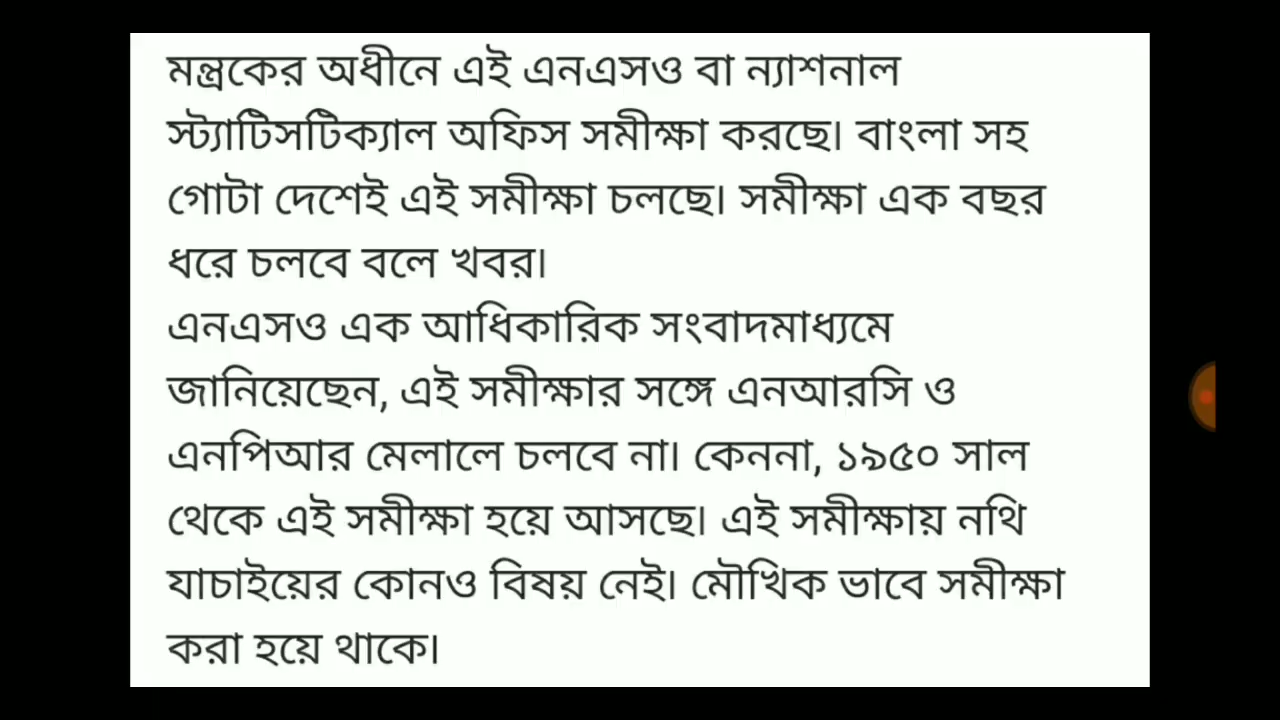 মন্ত্রকের অধীনে এই এনএসও বা ন্যাশনাল
স্ট্যাটিসটিক্যাল অফিস সমীক্ষা করছে। বাংলা সহ
গোটা দেশেই এই সমীক্ষা চলছে। সমীক্ষা এক বছর
ধরে চলবে বলে খবর।
এনএসও এক আধিকারিক সংবাদমাধ্যমে
জানিয়েছেন, এই সমীক্ষার সঙ্গে এনআরসি ও
এনপিআর মেলালে চলবে না। কেননা, ১৯৫০ সাল
থেকে এই সমীক্ষা হয়ে আসছে। এই সমীক্ষায় নথি
যাচাইয়ের কোনও বিষয় নেই। মৌখিক ভাবে সমীক্ষা
করা হয়ে থাকে।